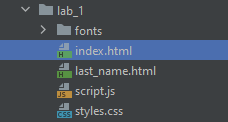 lab_1
fonts
index.html
last_name.html
script.js
styles.css